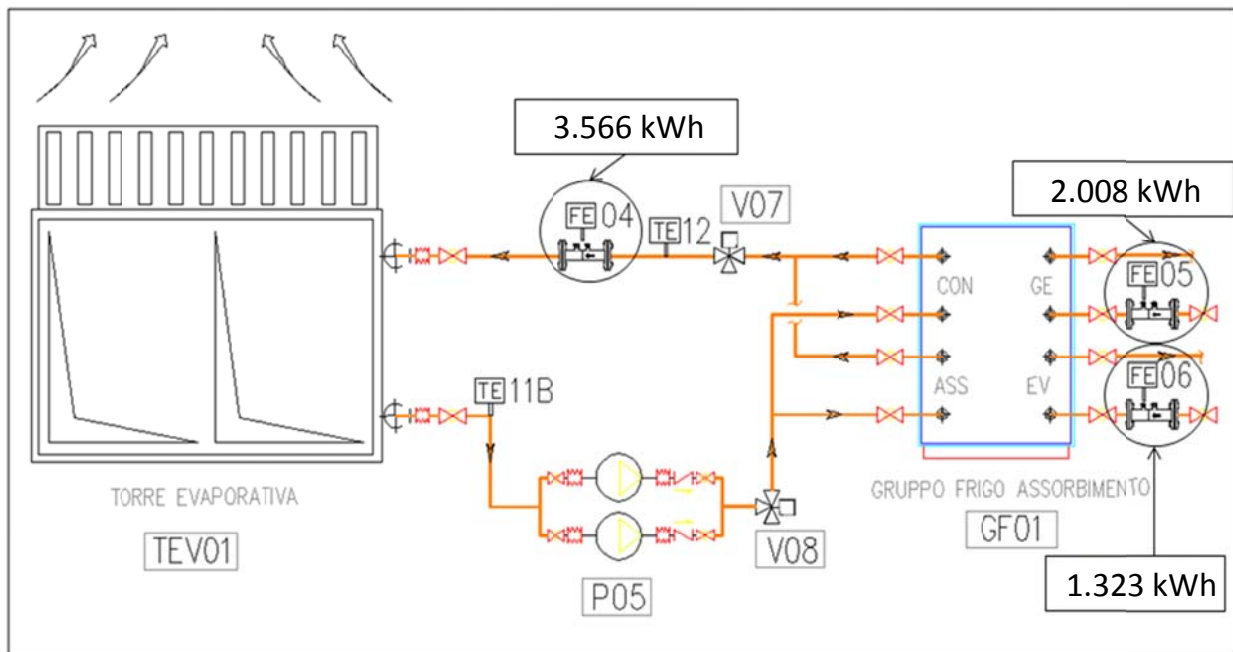 3.566 kWh
2.008 kWh
FE 04
TE 12
V07
CON
GE
FE 05
ASS
EV
FE 06
TE 11B
TORRE EVAPORATIVA
TEV01
P05
V08
GRUPPO FRIGO ASSORBIMENTO
GF01
1.323 kWh